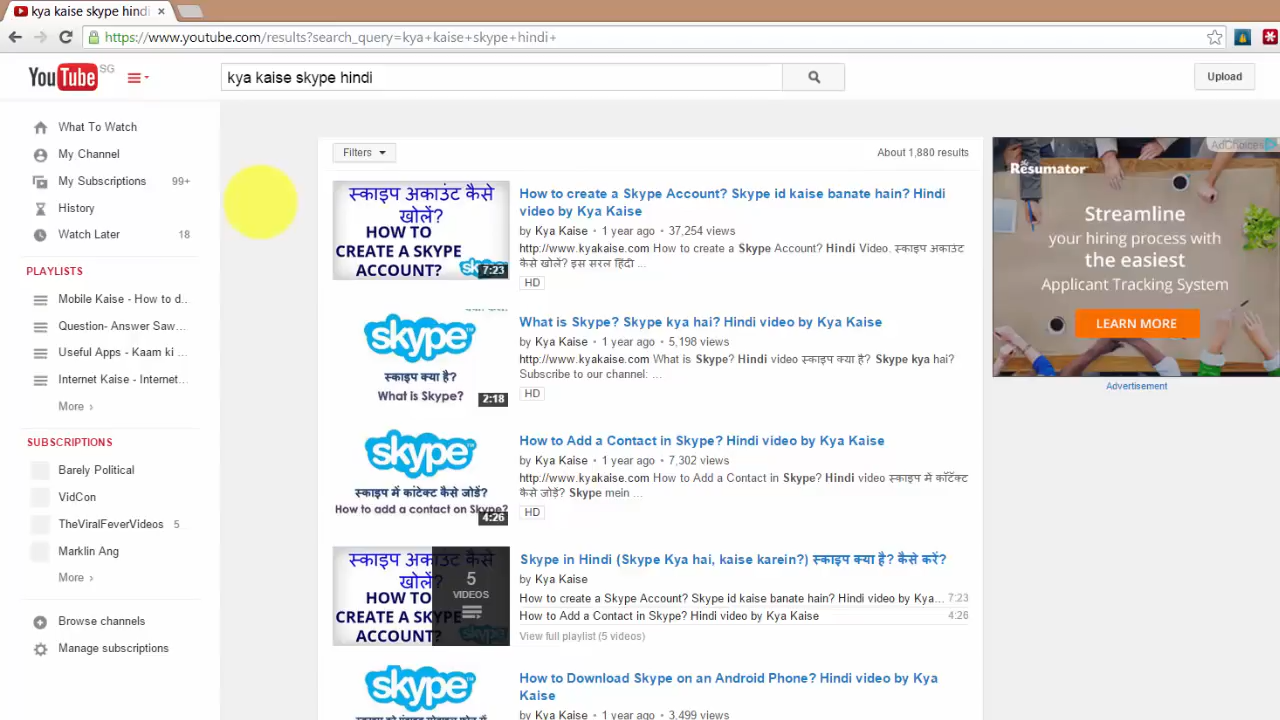 kya kaise skype hindi
https://www.youtube.com/results?search_query=kya+kaise+skype+hindi+
YouTube SG
kya kaise skype hindi
Upload
What To Watch
My Channel
My Subscriptions 99+
History
Watch Later 18
PLAYLISTS
Mobile Kaise - How to d...
Question- Answer Saw...
Useful Apps - Kaam ki ...
Internet Kaise - Internet...
More ›
SUBSCRIPTIONS
Barely Political
VidCon
TheViralFeverVideos 5
Marklin Ang
More ›
Browse channels
Manage subscriptions
Filters
About 1,880 results
स्काइप अकाउंट कैसे
खोलें?
HOW TO
CREATE A SKYPE
ACCOUNT?
7:23
How to create a Skype Account? Skype id kaise banate hain? Hindi
video by Kya Kaise
by Kya Kaise • 1 year ago • 37,254 views
http://www.kyakaise.com How to create a Skype Account? Hindi Video. स्काइप अकाउंट
कैसे खोलें? इस सरल हिंदी ...
HD
skype
स्काइप क्या है?
What is Skype?
2:18
What is Skype? Skype kya hai? Hindi video by Kya Kaise
by Kya Kaise • 1 year ago • 5,198 views
http://www.kyakaise.com What is Skype? Hindi video स्काइप क्या है? Skype kya hai?
Subscribe to our channel: ...
HD
skype
स्काइप में कांटेक्ट कैसे जोडें?
How to add a contact on Skype?
4:26
How to Add a Contact in Skype? Hindi video by Kya Kaise
by Kya Kaise • 1 year ago • 7,302 views
http://www.kyakaise.com How to Add a Contact in Skype? Hindi video स्काइप में कॉटॅक्ट
कैसे जोड़ें? Skype mein ...
HD
स्काइप अकाउंट कैसे
खोलें?
HOW TO
CREATE A SKYPE
ACCOUNT?
5
VIDEOS
Skype in Hindi (Skype Kya hai, kaise karein?) स्काइप क्या है? कैसे करें?
by Kya Kaise
How to create a Skype Account? Skype id kaise banate hain? Hindi video by Kya... 7:23
How to Add a Contact in Skype? Hindi video by Kya Kaise 4:26
View full playlist (5 videos)
skype
How to Download Skype on an Android Phone? Hindi video by Kya
Kaise
by Kya Kaise • 1 year ago • 3,499 views
AdChoices
Resumator
Streamline
your hiring process with
the easiest
Applicant Tracking System
LEARN MORE
Advertisement